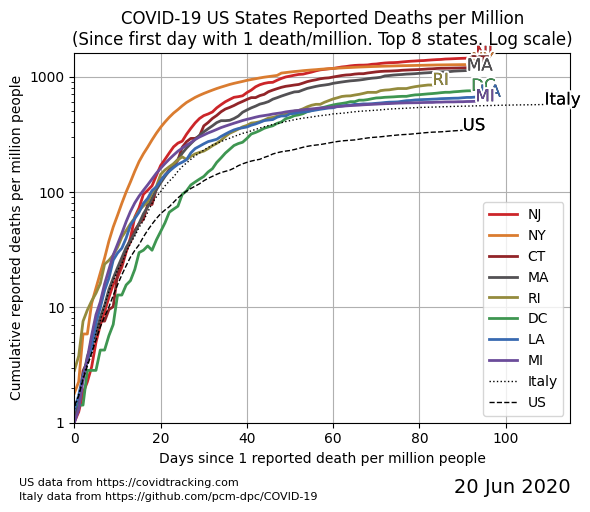 COVID-19 US States Reported Deaths per Million
(Since first day with 1 death/million. Top 8 states. Log scale)
Cumulative reported deaths per million people
1000
100
10
1
NJ
MA
RI
DC
LA
MI
Italy
US
NJ
NY
CT
MA
RI
DC
LA
MI
Italy
US
0 20 40 60 80 100
Days since 1 reported death per million people
US data from https://covidtracking.com
Italy data from https://github.com/pcm-dpc/COVID-19
20 Jun 2020